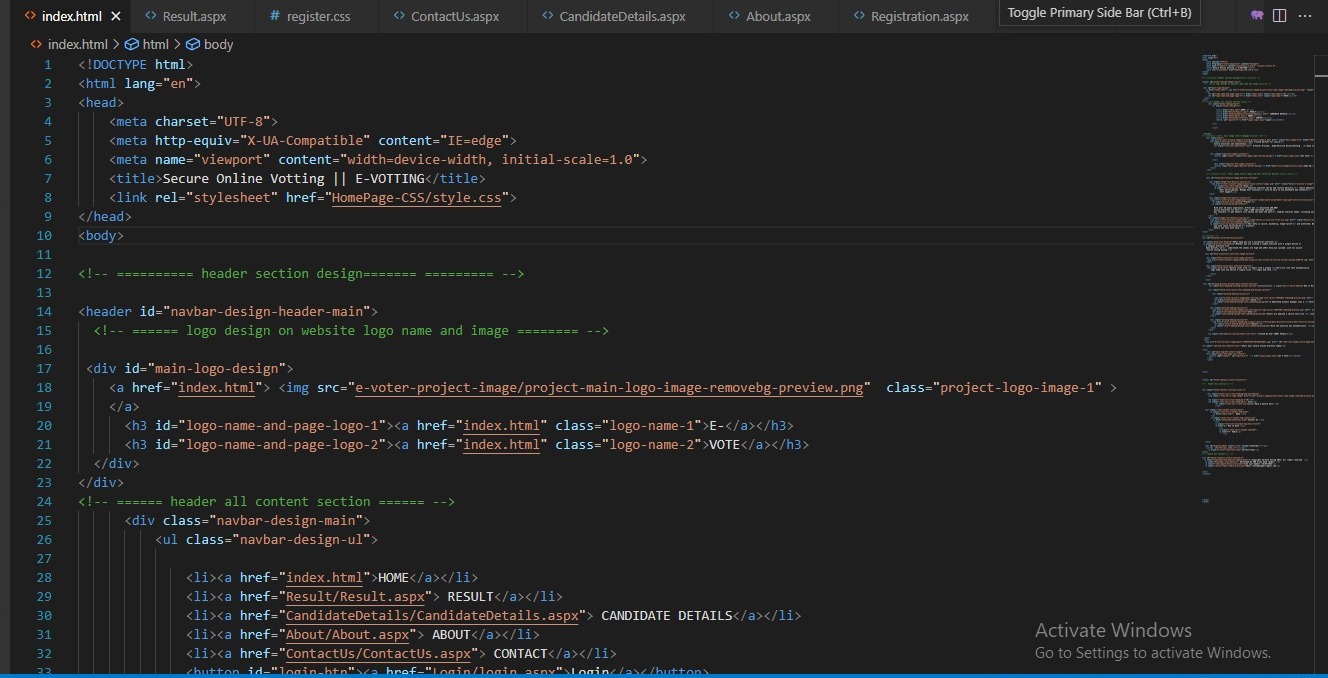 index.html Result.aspx register.css ContactUs.aspx CandidateDetails.aspx About.aspx Registration.aspx Toggle Primary Side Bar (Ctrl+B)
index.html > html > body
1 <!DOCTYPE html>
2 <html lang="en">
3 <head>
4 <meta charset="UTF-8">
5 <meta http-equiv="X-UA-Compatible" content="IE=edge">
6 <meta name="viewport" content="width=device-width, initial-scale=1.0">
7 <title>Secure Online Votting || E-VOTTING</title>
8 <link rel="stylesheet" href="HomePage-CSS/style.css">
9 </head>
10 <body>
11
12 <!-- ========== header section design======= ========= -->
13
14 <header id="navbar-design-header-main">
15 <!-- ====== logo design on website logo name and image ======== -->
16
17 <div id="main-logo-design">
18 <a href="index.html"> <img src="e-voter-project-image/project-main-logo-image-removebg-preview.png" class="project-logo-image-1" >
19 </a>
20 <h3 id="logo-name-and-page-logo-1"><a href="index.html" class="logo-name-1">E-</a></h3>
21 <h3 id="logo-name-and-page-logo-2"><a href="index.html" class="logo-name-2">VOTE</a></h3>
22 </div>
23 </div>
24 <!-- ====== header all content section ====== -->
25 <div class="navbar-design-main">
26 <ul class="navbar-design-ul">
27
28 <li><a href="index.html">HOME</a></li>
29 <li><a href="Result/Result.aspx"> RESULT</a></li>
30 <li><a href="CandidateDetails/CandidateDetails.aspx"> CANDIDATE DETAILS</a></li>
31 <li><a href="About/About.aspx"> ABOUT</a></li>
32 <li><a href="ContactUs/ContactUs.aspx"> CONTACT</a></li>
33 <button id="login-btn"><a href="Login/login.aspx">Login</a></button>
Activate Windows
Go to Settings to activate Windows.